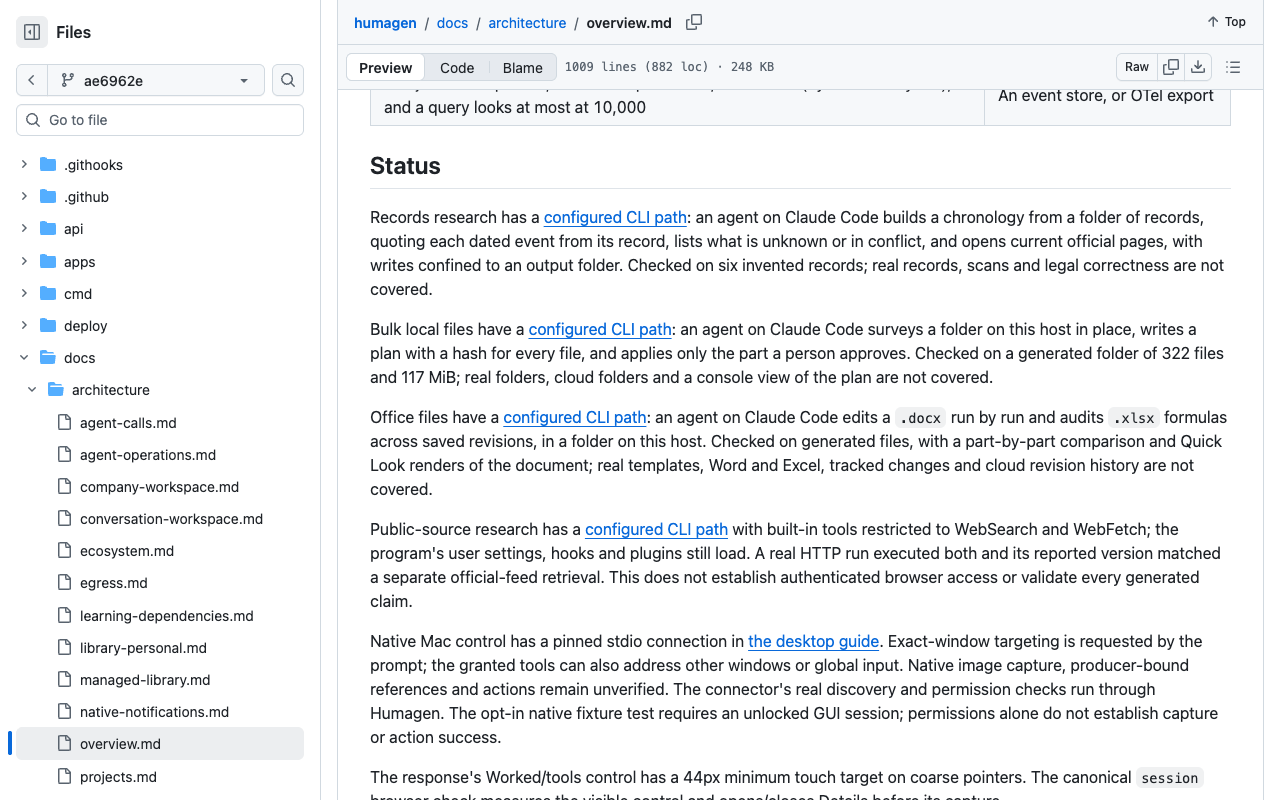 Files
ae6962e
Go to file
.githooks
.github
api
apps
cmd
deploy
docs
architecture
agent-calls.md
agent-operations.md
company-workspace.md
conversation-workspace.md
ecosystem.md
egress.md
learning-dependencies.md
library-personal.md
managed-library.md
native-notifications.md
overview.md
projects.md
humagen / docs / architecture / overview.md
Top
Preview Code Blame 1009 lines (882 loc) · 248 KB
Raw
and a query looks at most at 10,000
An event store, or OTel export
Status
Records research has a configured CLI path: an agent on Claude Code builds a chronology from a folder of records,
quoting each dated event from its record, lists what is unknown or in conflict, and opens current official pages, with
writes confined to an output folder. Checked on six invented records; real records, scans and legal correctness are not
covered.
Bulk local files have a configured CLI path: an agent on Claude Code surveys a folder on this host in place, writes a
plan with a hash for every file, and applies only the part a person approves. Checked on a generated folder of 322 files
and 117 MiB; real folders, cloud folders and a console view of the plan are not covered.
Office files have a configured CLI path: an agent on Claude Code edits a .docx run by run and audits .xlsx formulas
across saved revisions, in a folder on this host. Checked on generated files, with a part-by-part comparison and Quick
Look renders of the document; real templates, Word and Excel, tracked changes and cloud revision history are not
covered.
Public-source research has a configured CLI path with built-in tools restricted to WebSearch and WebFetch; the
program's user settings, hooks and plugins still load. A real HTTP run executed both and its reported version matched
a separate official-feed retrieval. This does not establish authenticated browser access or validate every generated
claim.
Native Mac control has a pinned stdio connection in the desktop guide. Exact-window targeting is requested by the
prompt; the granted tools can also address other windows or global input. Native image capture, producer-bound
references and actions remain unverified. The connector's real discovery and permission checks run through
Humagen. The opt-in native fixture test requires an unlocked GUI session; permissions alone do not establish capture
or action success.
The response's Worked/tools control has a 44px minimum touch target on coarse pointers. The canonical session